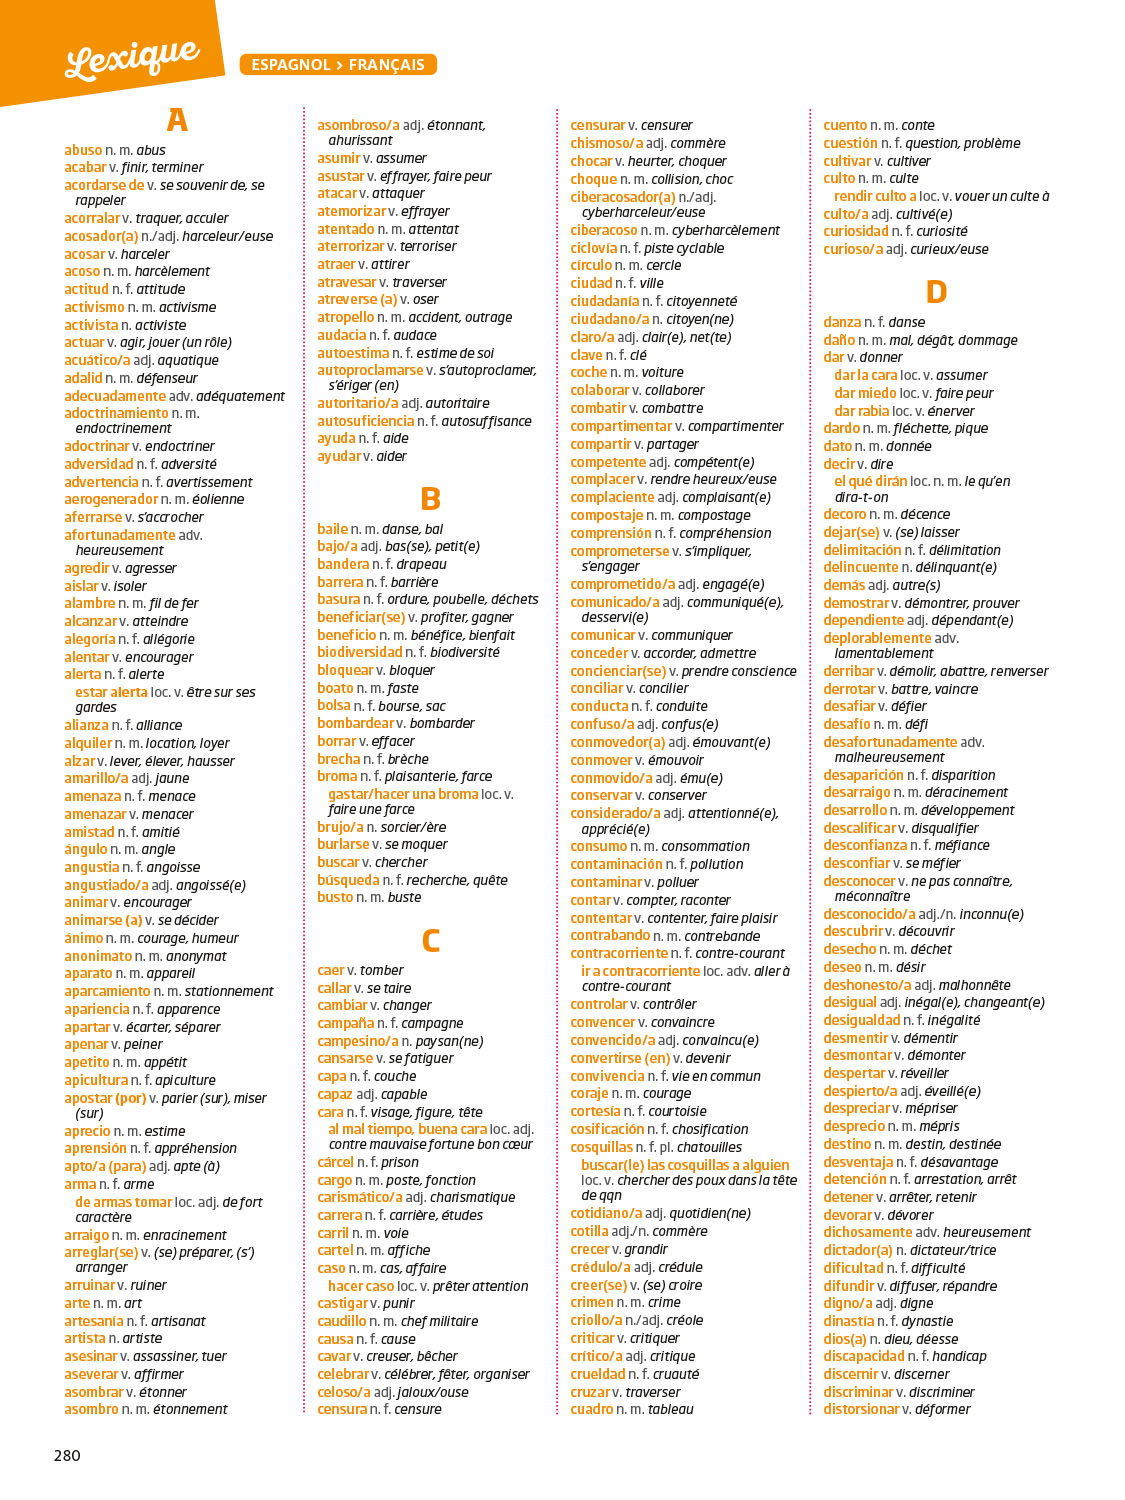 Lexique
ESPAGNOL > FRANÇAIS
A
abuso n. m. abus
acabar v. finir, terminer
acordarse de v. se souvenir de, se
rappeler
acorralar v. traquer, acculer
acosador(a) n./adj. harceleur/euse
acosar v. harceler
acoso n. m. harcèlement
actitud n. f. attitude
activismo n. m. activisme
activista n. activiste
actuar v. agir, jouer (un rôle)
acuático/a adj. aquatique
adalid n. m. défenseur
adecuadamente adv. adéquatement
adoctrinamiento n. m.
endoctrinement
adoctrinar v. endoctriner
adversidad n. f. adversité
advertencia n. f. avertissement
aerogenerador n. m. éolienne
aferrarse v. s'accrocher
afortunadamente adv.
heureusement
agredir v. agresser
aislar v. isoler
alambre n. m. fil de fer
alcanzar v. atteindre
alegoría n. f. allégorie
alentar v. encourager
alerta n. f. alerte
estar alerta loc. v. être sur ses
gardes
alianza n. f. alliance
alquiler n. m. location, loyer
alzar v. lever, élever, hausser
amarillo/a adj. jaune
amenaza n. f. menace
amenazar v. menacer
amistad n. f. amitié
ángulo n. m. angle
angustia n. f. angoisse
angustiado/a adj. angoissé(e)
animar v. encourager
animarse (a) v. se décider
ánimo n. m. courage, humeur
anonimato n. m. anonymat
aparato n. m. appareil
aparcamiento n. m. stationnement
apariencia n. f. apparence
apartar v. écarter, séparer
apenar v. peiner
apetito n. m. appétit
apicultura n. f. apiculture
apostar (por) v. parier (sur), miser
(sur)
aprecio n. m. estime
aprensión n. f. appréhension
apto/a (para) adj. apte (à)
arma n. f. arme
de armas tomar loc. adj. de fort
caractère
arraigo n. m. enracinement
arreglar(se) v. (se) préparer, (s')
arranger
arruinar v. ruiner
arte n. m. art
artesanía n. f. artisanat
artista n. artiste
asesinar v. assassiner, tuer
aseverar v. affirmer
asombrar v. étonner
asombro n. m. étonnement
asombroso/a adj. étonnant,
ahurissant
asumir v. assumer
asustar v. effrayer, faire peur
atacar v. attaquer
atemorizar v. effrayer
atentado n. m. attentat
aterrorizar v. terroriser
atraer v. attirer
atravesar v. traverser
atreverse (a) v. oser
atropello n. m. accident, outrage
audacia n. f. audace
autoestima n. f. estime de soi
autoproclamarse v. s'autoproclamer,
s'ériger (en)
autoritario/a adj. autoritaire
autosuficiencia n. f. autosuffisance
ayuda n. f. aide
ayudar v. aider
B
baile n. m. danse, bal
bajo/a adj. bas(se), petit(e)
bandera n. f. drapeau
barrera n. f. barrière
basura n. f. ordure, poubelle, déchets
beneficiar(se) v. profiter, gagner
beneficio n. m. bénéfice, bienfait
biodiversidad n. f. biodiversité
bloquear v. bloquer
boato n. m. faste
bolsa n. f. bourse, sac
bombardear v. bombarder
borrar v. effacer
brecha n. f. brèche
broma n. f. plaisanterie, farce
gastar/hacer una broma loc. v.
faire une farce
brujo/a n. sorcier/ère
burlarse v. se moquer
buscar v. chercher
búsqueda n. f. recherche, quête
busto n. m. buste
C
caer v. tomber
callar v. se taire
cambiar v. changer
campaña n. f. campagne
campesino/a n. paysan(ne)
cansarse v. se fatiguer
capa n. f. couche
capaz adj. capable
cara n. f. visage, figure, tête
al mal tiempo, buena cara loc. adj.
contre mauvaise fortune bon cœur
cárcel n. f. prison
cargo n. m. poste, fonction
carismático/a adj. charismatique
carrera n. f. carrière, études
carril n. m. voie
cartel n. m. affiche
caso n. m. cas, affaire
hacer caso loc. v. prêter attention
castigar v. punir
caudillo n. m. chef militaire
causa n. f. cause
cavar v. creuser, bêcher
celebrar v. célébrer, fêter, organiser
celoso/a adj. jaloux/ouse
censura n. f. censure
censurar v. censurer
chismoso/a adj. commère
chocar v. heurter, choquer
choque n. m. collision, choc
ciberacosador(a) n./adj.
cyberharceleur/euse
ciberacoso n. m. cyberharcèlement
ciclovía n. f. piste cyclable
círculo n. m. cercle
ciudad n. f. ville
ciudadanía n. f. citoyenneté
ciudadano/a n. citoyen(ne)
claro/a adj. clair(e), net(te)
clave n. f. clé
coche n. m. voiture
colaborar v. collaborer
combatir v. combattre
compartimentar v. compartimenter
compartir v. partager
competente adj. compétent(e)
complacer v. rendre heureux/euse
complaciente adj. complaisant(e)
compostaje n. m. compostage
comprensión n. f. compréhension
comprometerse v. s'impliquer,
s'engager
comprometido/a adj. engagé(e)
comunicado/a adj. communiqué(e),
desservi(e)
comunicar v. communiquer
conceder v. accorder, admettre
concienciar(se) v. prendre conscience
conciliar v. concilier
conducta n. f. conduite
confuso/a adj. confus(e)
conmovedor(a) adj. émouvant(e)
conmover v. émouvoir
conmovido/a adj. ému(e)
conservar v. conserver
considerado/a adj. attentionné(e),
apprécié(e)
consumo n. m. consommation
contaminación n. f. pollution
contaminar v. polluer
contar v. compter, raconter
contentar v. contenter, faire plaisir
contrabando n. m. contrebande
contracorriente n. f. contre-courant
ir a contracorriente loc. adv. aller à
contre-courant
controlar v. contrôler
convencer v. convaincre
convencido/a adj. convaincu(e)
convertirse (en) v. devenir
convivencia n. f. vie en commun
coraje n. m. courage
cortesía n. f. courtoisie
cosificación n. f. chosification
cosquillas n. f. pl. chatouilles
buscar(le) las cosquillas a alguien
loc. v. chercher des poux dans la tête
de qqn
cotidiano/a adj. quotidien(ne)
cotilla adj./n. commère
crecer v. grandir
crédulo/a adj. crédule
creer(se) v. (se) croire
crimen n. m. crime
criollo/a n./adj. créole
criticar v. critiquer
crítico/a adj. critique
crueldad n. f. cruauté
cruzar v. traverser
cuadro n. m. tableau
cuento n. m. conte
cuestión n. f. question, problème
cultivar v. cultiver
culto n. m. culte
rendir culto a loc. v. vouer un culte à
culto/a adj. cultivé(e)
curiosidad n. f. curiosité
curioso/a adj. curieux/euse
D
danza n. f. danse
daño n. m. mal, dégât, dommage
dar v. donner
dar la cara loc. v. assumer
dar miedo loc. v. faire peur
dar rabia loc. v. énerver
dardo n. m. fléchette, pique
dato n. m. donnée
decir v. dire
el qué dirán loc. n. m. le qu'en
dira-t-on
decoro n. m. décence
dejar(se) v. (se) laisser
delimitación n. f. délimitation
delincuente n. délinquant(e)
demás adj. autre(s)
demostrar v. démontrer, prouver
dependiente adj. dépendant(e)
deplorablemente adv.
lamentablement
derribar v. démolir, abattre, renverser
derrotar v. battre, vaincre
desafiar v. défier
desafío n. m. défi
desafortunadamente adv.
malheureusement
desaparición n. f. disparition
desarraigo n. m. déracinement
desarrollo n. m. développement
descalificar v. disqualifier
desconfianza n. f. méfiance
desconfiar v. se méfier
desconocer v. ne pas connaître,
méconnaître
desconocido/a adj./n. inconnu(e)
descubrir v. découvrir
desecho n. m. déchet
deseo n. m. désir
deshonesto/a adj. malhonnête
desigual adj. inégal(e), changeant(e)
desigualdad n. f. inégalité
desmentir v. démentir
desmontar v. démonter
despertar v. réveiller
despierto/a adj. éveillé(e)
despreciar v. mépriser
desprecio n. m. mépris
destino n. m. destin, destinée
desventaja n. f. désavantage
detención n. f. arrestation, arrêt
detener v. arrêter, retenir
devorar v. dévorer
dichosamente adv. heureusement
dictador(a) n. dictateur/trice
dificultad n. f. difficulté
difundir v. diffuser, répandre
digno/a adj. digne
dinastía n. f. dynastie
dios(a) n. dieu, déesse
discapacidad n. f. handicap
discernir v. discerner
discriminar v. discriminer
distorsionar v. déformer
280